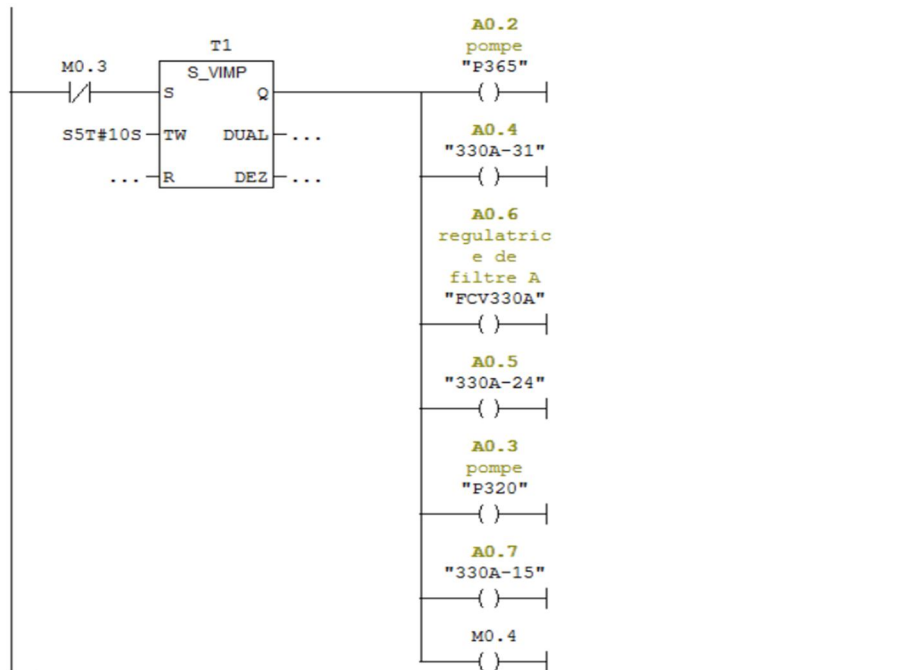 A0.2
pompe
"P365"
T1
M0.3
S_VIMP
S
Q
A0.4
"330A-31"
S5T#10S
TW
DUAL
...
...
R
DEZ
...
A0.6
regulatric
e de
filtre A
"FCV330A"
A0.5
"330A-24"
A0.3
pompe
"P320"
A0.7
"330A-15"
M0.4